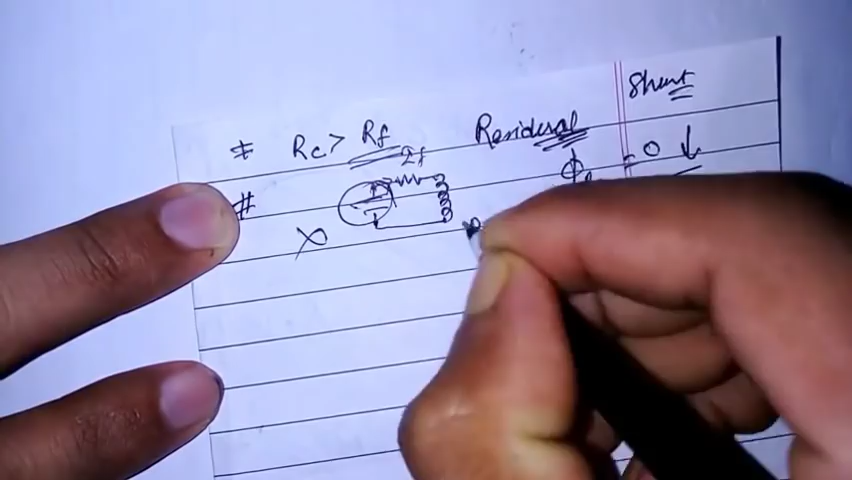 Shunt
# Rc > Rf Residual
2f ϕ = 0 ↓
#